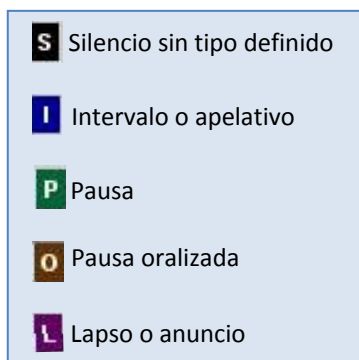 S Silencio sin tipo definido
I Intervalo o apelativo
P Pausa
O Pausa oralizada
L Lapso o anuncio